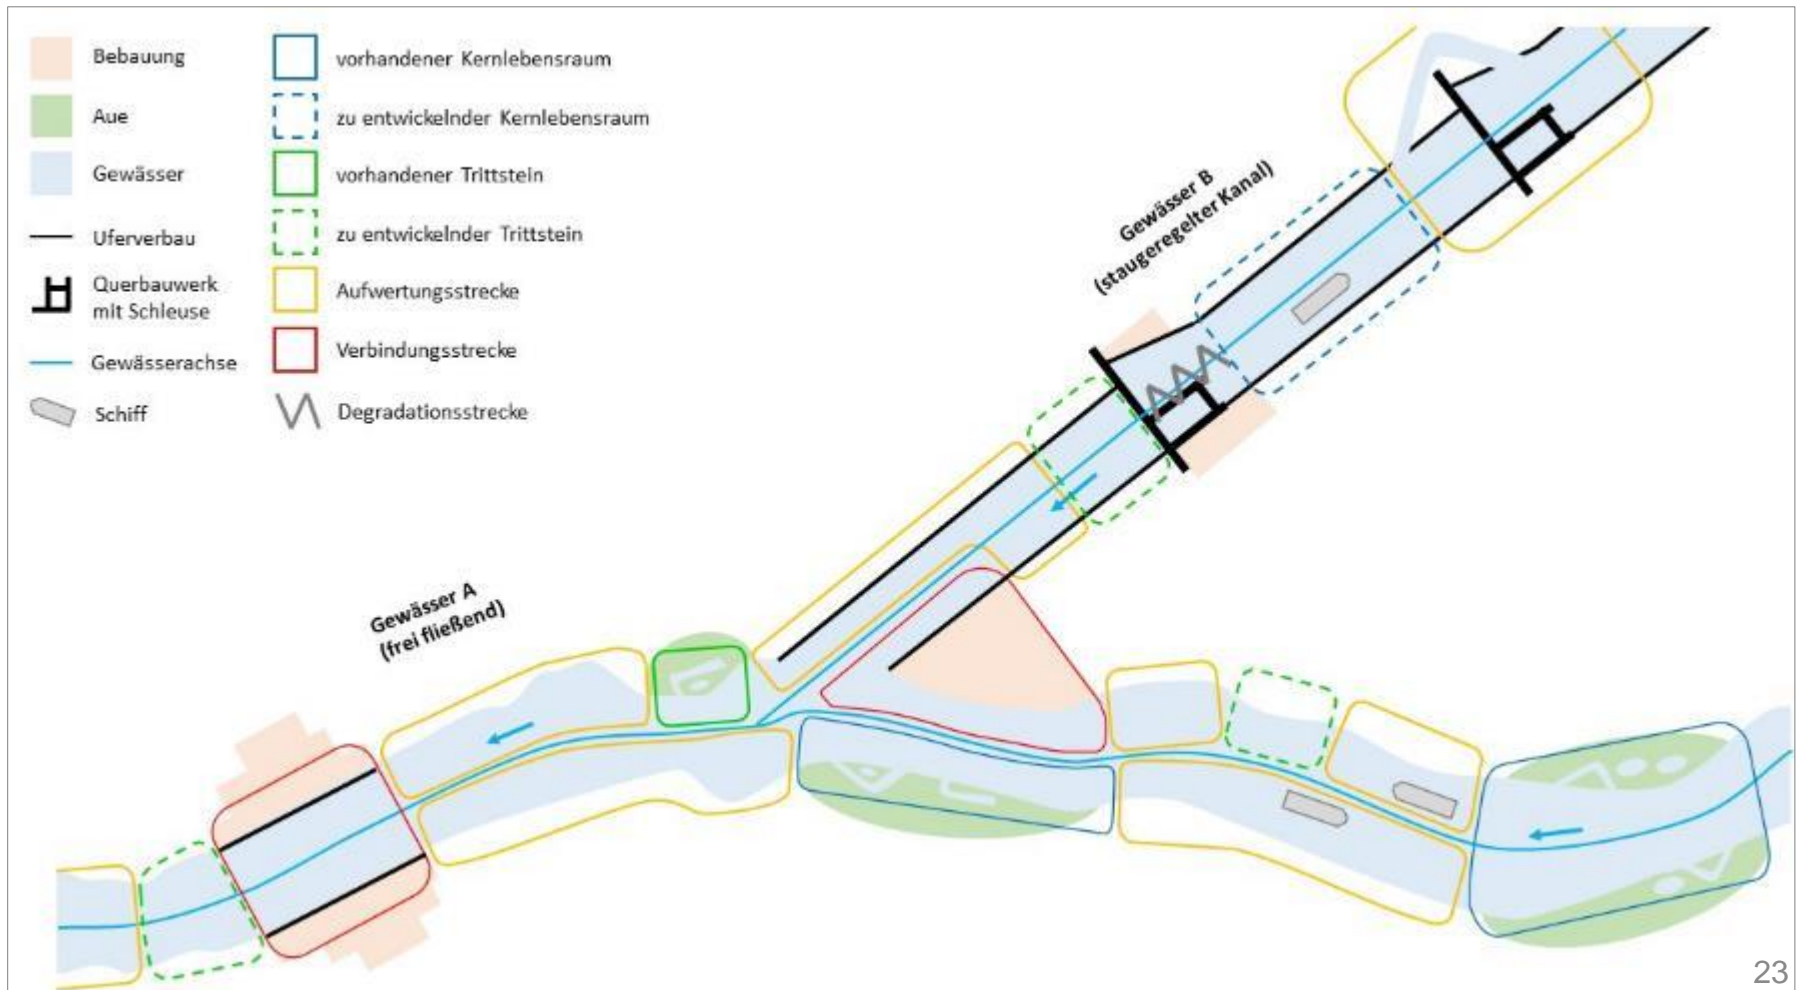 Bebauung
Aue
Gewässer
Uferverbau
Querbauwerk
mit Schleuse
Gewässerachse
Schiff
vorhandener Kernlebensraum
zu entwickelnder Kernlebensraum
vorhandener Trittstein
zu entwickelnder Trittstein
Aufwertungsstrecke
Verbindungsstrecke
Degradationsstrecke
Gewässer B
(staugeregelter Kanal)
Gewässer A
(frei fließend)
23